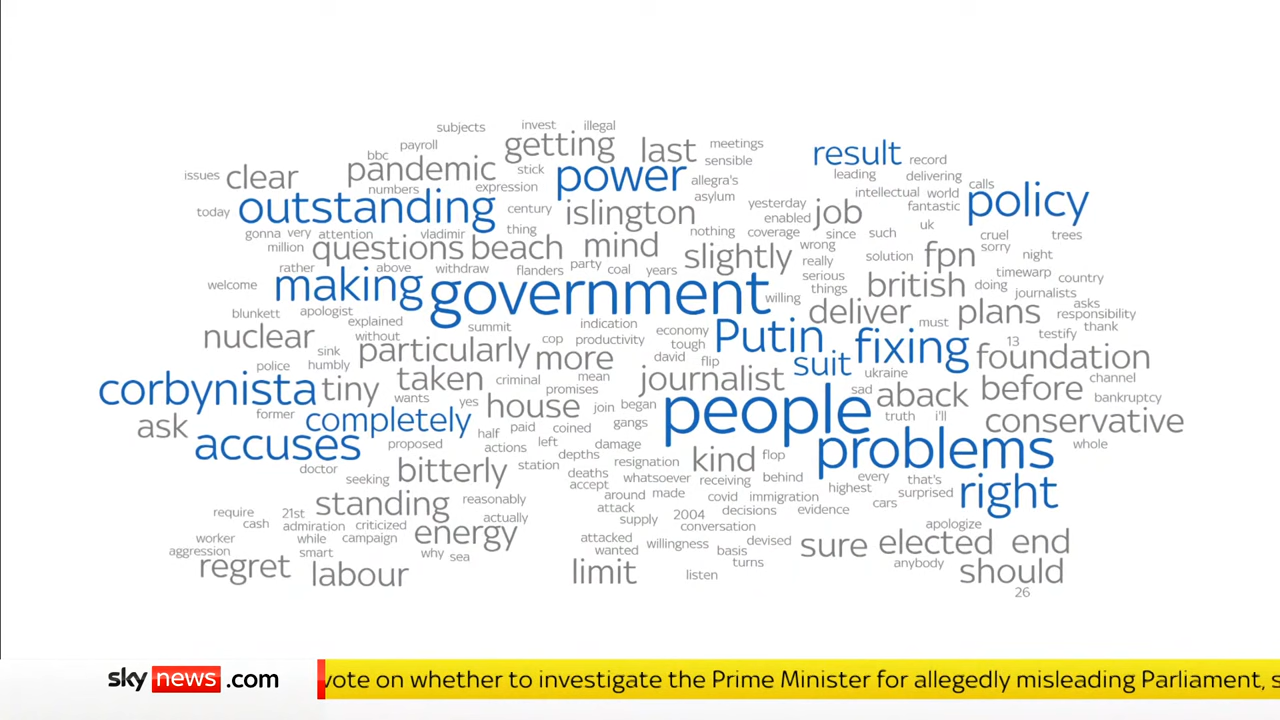 subjects invest illegal
payroll getting last meetings
bbc pandemic stick power sensible result record
issues clear numbers expression allegra's leading delivering calls
today outstanding century islington asylum yesterday job intellectual world fantastic policy
gonna very attention vladimir thing nothing coverage enabled since such uk cruel trees
million questions beach mind slightly wrong really solution fpn sorry night
rather above withdraw flanders party coal years serious things timewarp country
welcome making government willing british doing journalists
blunkett apologist explained deliver must plans asks responsibility
nuclear without summit indication economy Putin fixing testify thank
police sink humbly particularly cop productivity more tough david flip suit ukraine 13 foundation
corbynista tiny wants taken criminal mean promises journalist sad aback before channel bankruptcy
former completely yes house join began people truth i'll conservative
ask accuses proposed half paid coined gangs problems whole
doctor actions left damage
seeking bitterly station depths resignation kind flop
deaths accept whatsoever receiving behind highest every that's surprised right
standing reasonably around made covid immigration cars
require cash 21st admiration criticized actually attack supply 2004 decisions evidence
worker while campaign energy conversation apologize
aggression smart why sea attacked wanted willingness basis devised sure elected end
regret labour limit listen turns anybody should
26
sky news .com vote on whether to investigate the Prime Minister for allegedly misleading Parliament, s